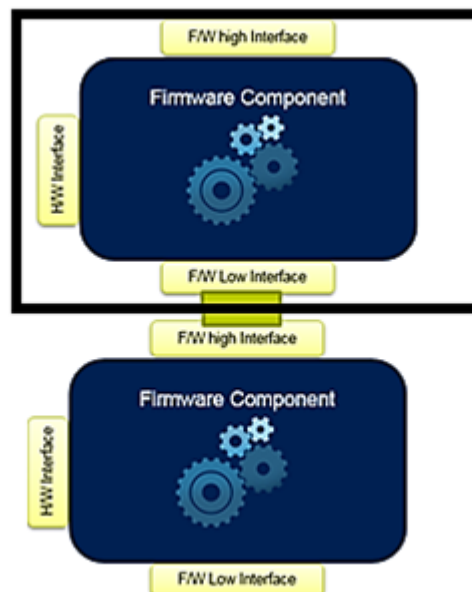 F/W high Interface
Firmware Component
H/W Interface
F/W Low Interface
F/W high Interface
Firmware Component
H/W Interface
F/W Low Interface